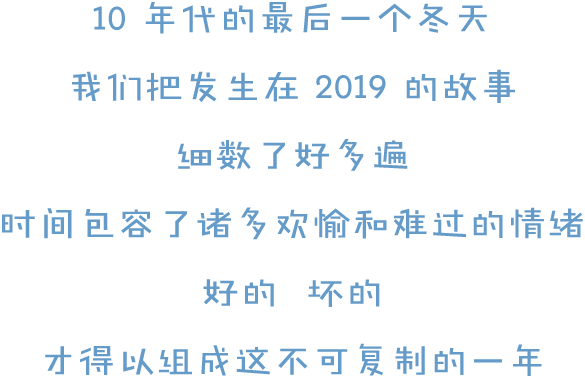 10 年代的最后一个冬天
我们把发生在 2019 的故事
细数了好多遍
时间包容了诸多欢愉和难过的情绪
好的 坏的
才得以组成这不可复制的一年